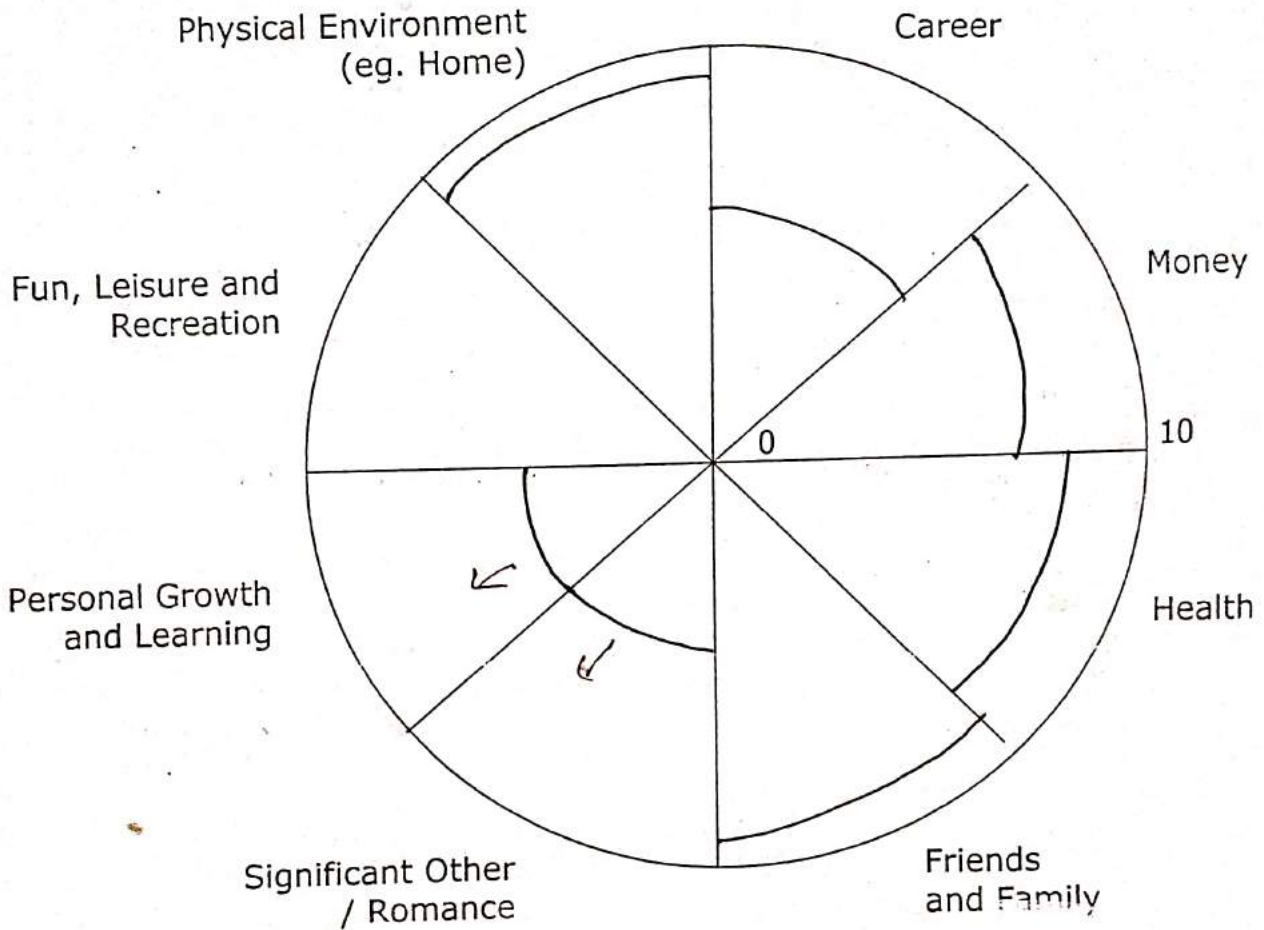 Physical Environment
(eg. Home)
Career
Fun, Leisure and
Recreation
Money
0
10
Personal Growth
and Learning
Health
Significant Other
/ Romance
Friends
and Family